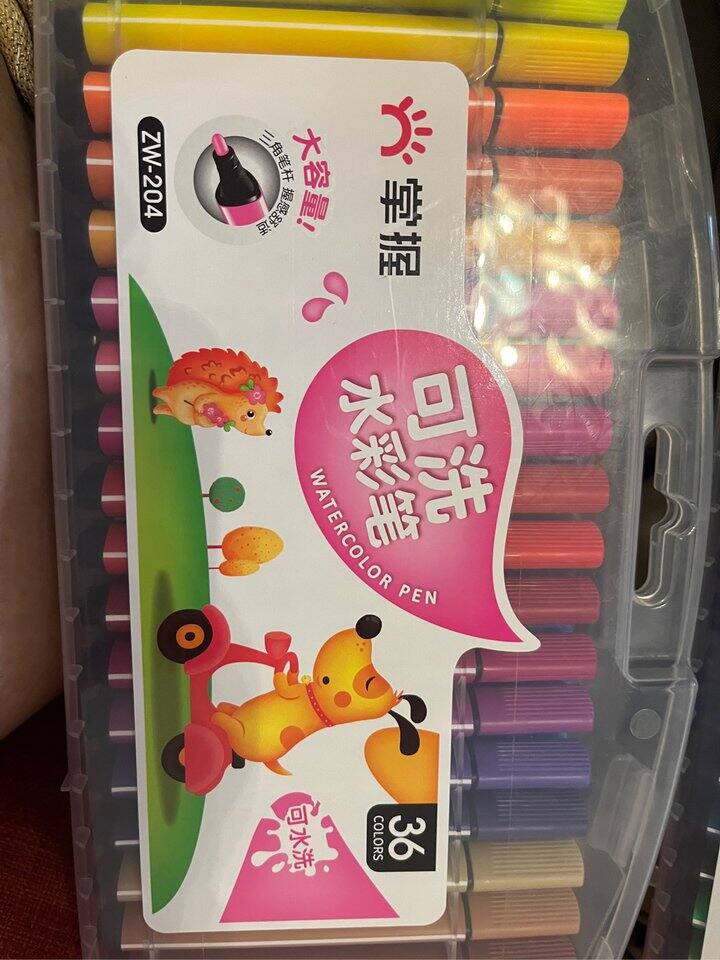 掌握
大容量!
三角笔杆 握感舒适
ZW-204
可洗
水彩笔
WATERCOLOR PEN
36
COLORS
可水洗